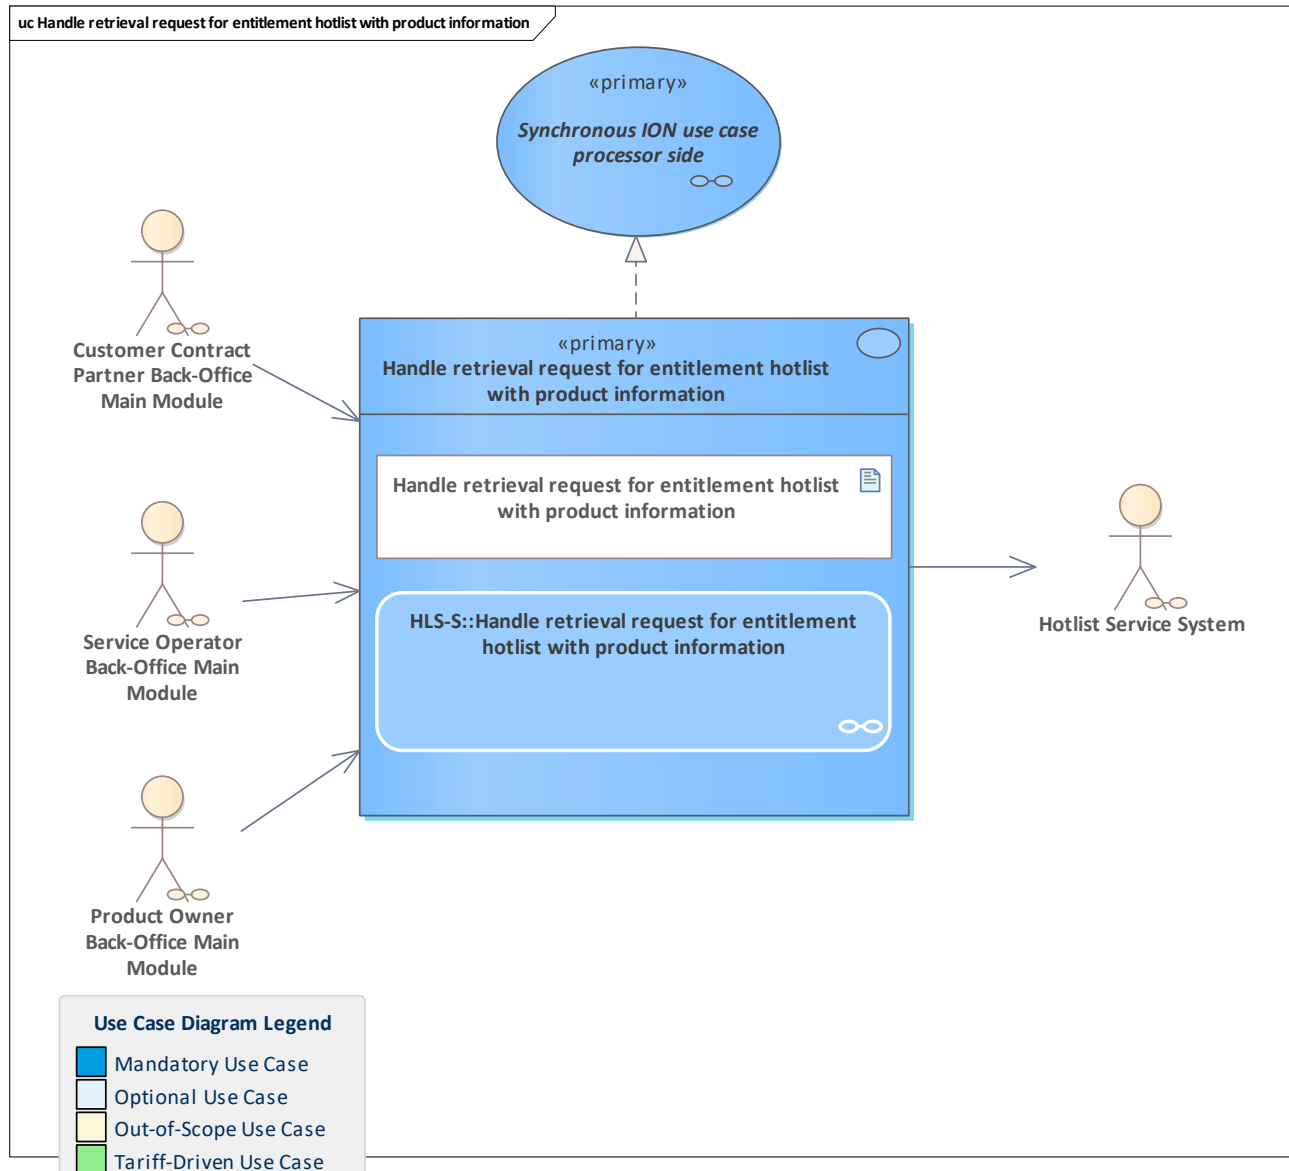 uc Handle retrieval request for entitlement hotlist with product information
«primary»
Synchronous ION use case
processor side
Customer Contract
Partner Back-Office
Main Module
«primary»
Handle retrieval request for entitlement hotlist
with product information
Handle retrieval request for entitlement hotlist
with product information
HLS-S::Handle retrieval request for entitlement
hotlist with product information
Service Operator
Back-Office Main
Module
Hotlist Service System
Product Owner
Back-Office Main
Module
Use Case Diagram Legend
Mandatory Use Case
Optional Use Case
Out-of-Scope Use Case
Tariff-Driven Use Case